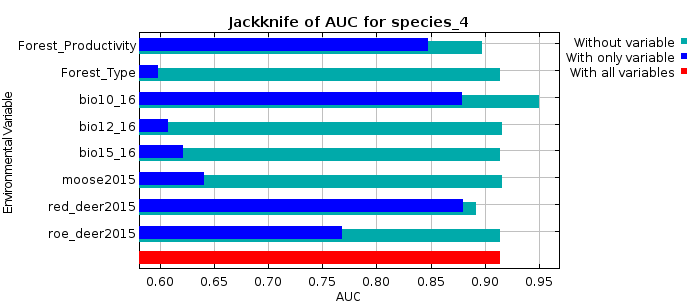 Jackknife of AUC for species_4
Environmental Variable
Forest_Productivity
Forest_Type
bio10_16
bio12_16
bio15_16
moose2015
red_deer2015
roe_deer2015
0.60 0.65 0.70 0.75 0.80 0.85 0.90 0.95
AUC
Without variable
With only variable
With all variables